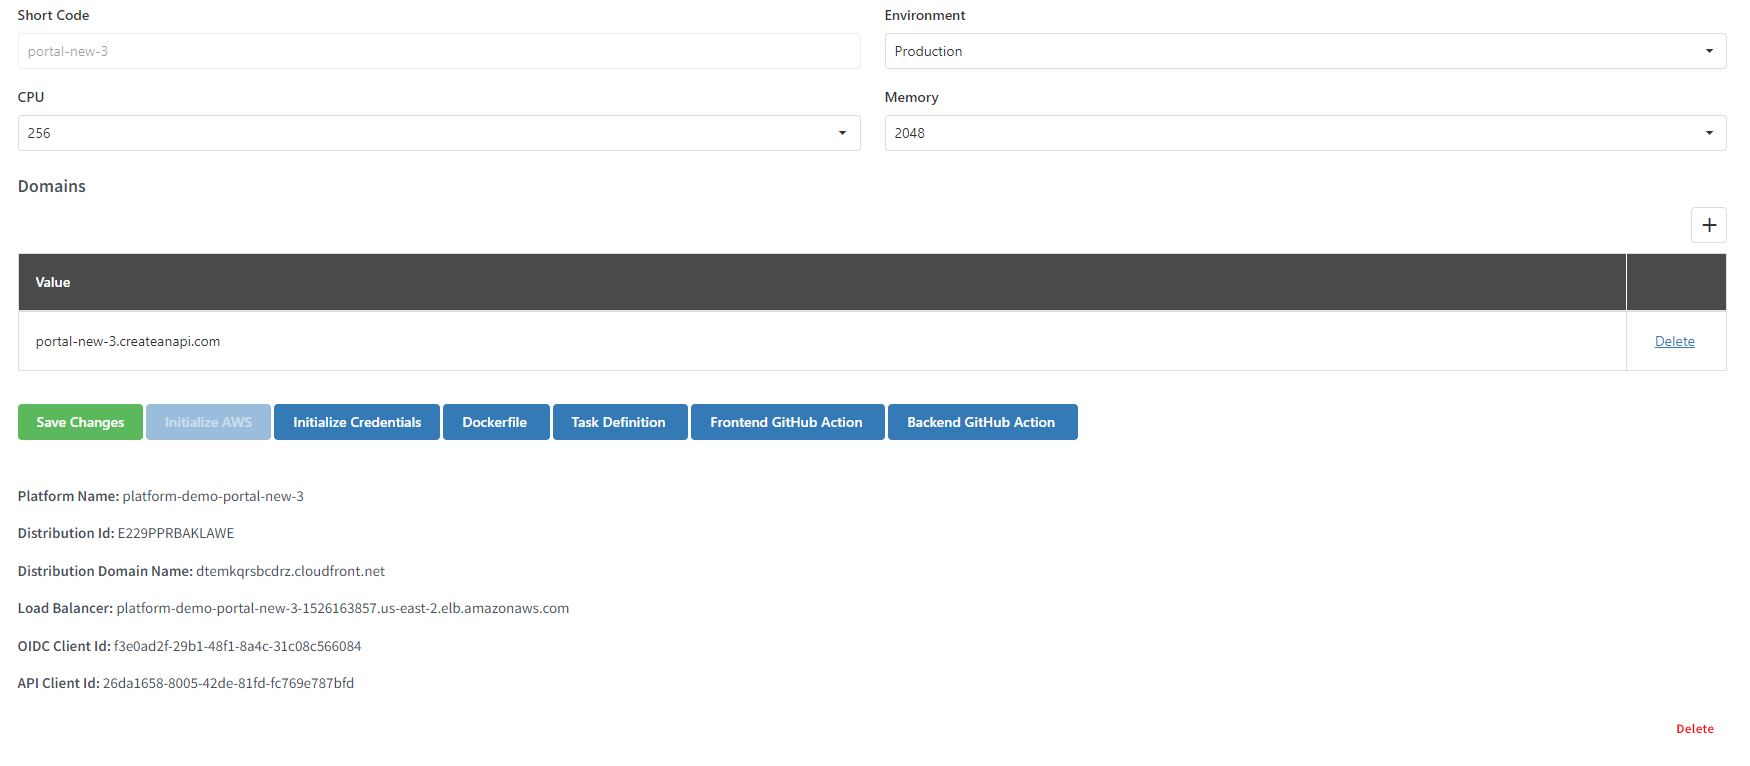 Short Code
Environment
portal-new-3
Production
CPU
Memory
256
2048
Domains
Value
portal-new-3.createanapi.com
Delete
Save Changes
Initialize AWS
Initialize Credentials
Dockerfile
Task Definition
Frontend GitHub Action
Backend GitHub Action
Platform Name: platform-demo-portal-new-3
Distribution Id: E229PPRBAKLAWE
Distribution Domain Name: dtemkqrsbcdrz.cloudfront.net
Load Balancer: platform-demo-portal-new-3-1526163857.us-east-2.elb.amazonaws.com
OIDC Client Id: f3e0ad2f-29b1-48f1-8a4c-31c08c566084
API Client Id: 26da1658-8005-42de-81fd-fc769e787bfd
Delete